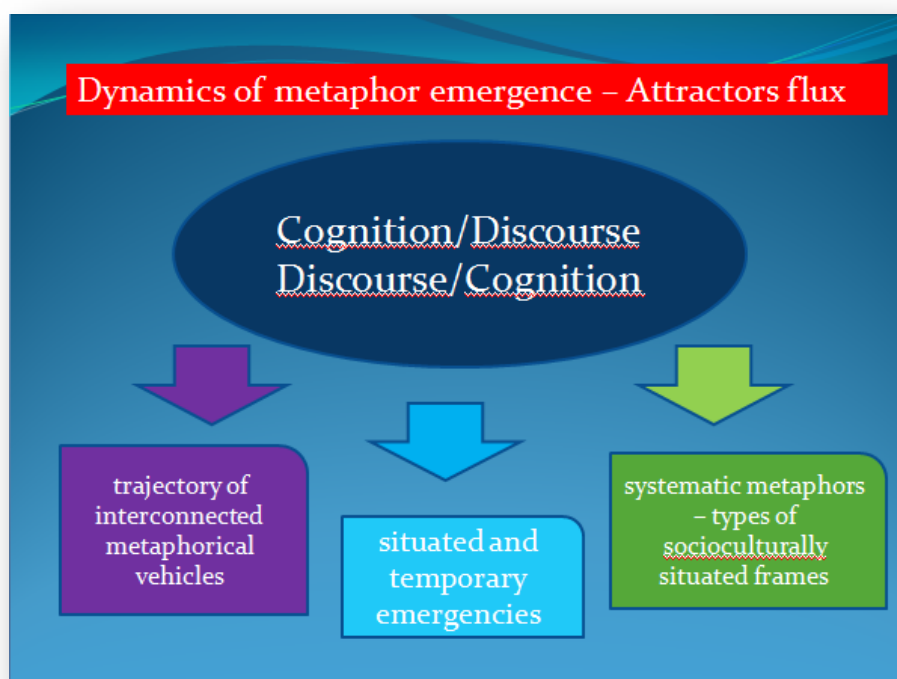 Dynamics of metaphor emergence – Attractors flux
Cognition/Discourse
Discourse/Cognition
trajectory of
interconnected
metaphorical
vehicles
situated and
temporary
emergencies
systematic metaphors
– types of
socioculturally
situated frames